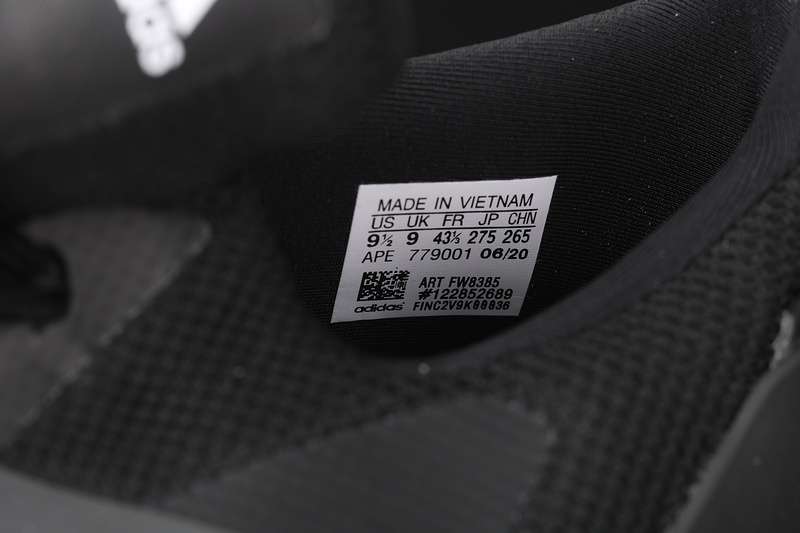 adidas
MADE IN VIETNAM
US UK FR JP CHN
9½ 9 43⅓ 275 265
APE 779001 06/20
ART FW8385
#122852689
FINC2V9K88836
adidas